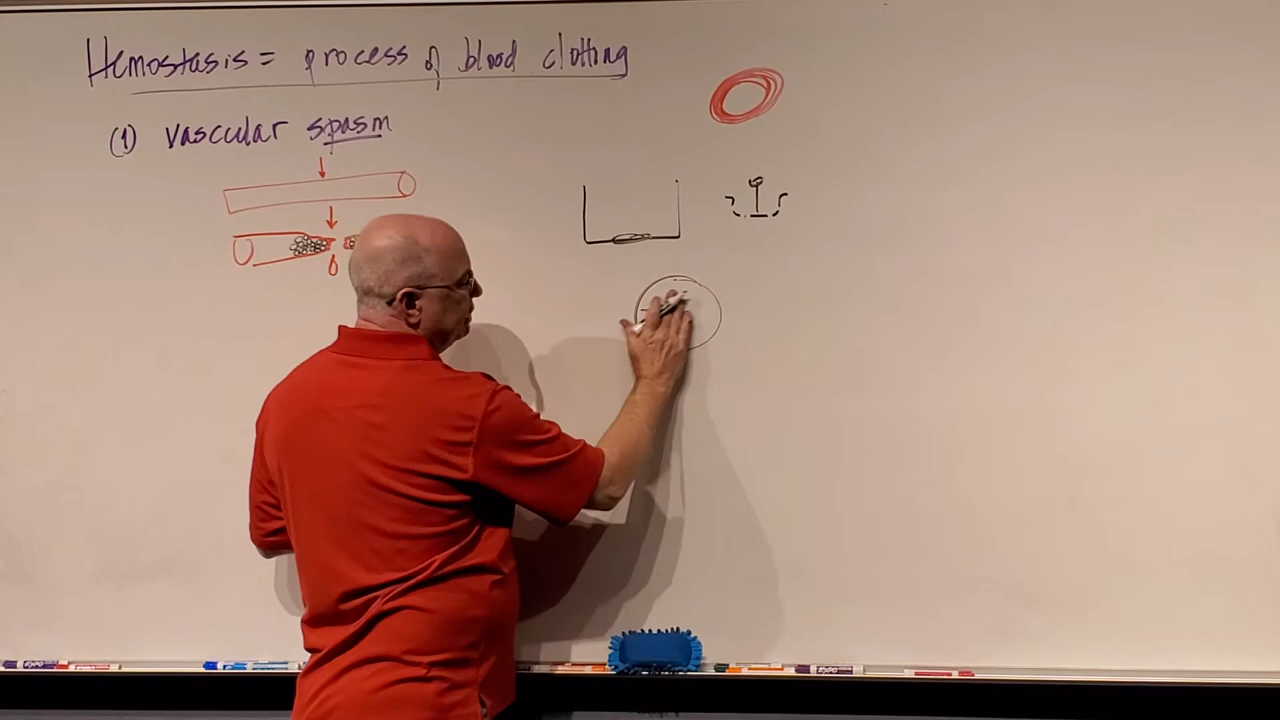 Hemostasis = process of blood clotting
(1) vascular spasm